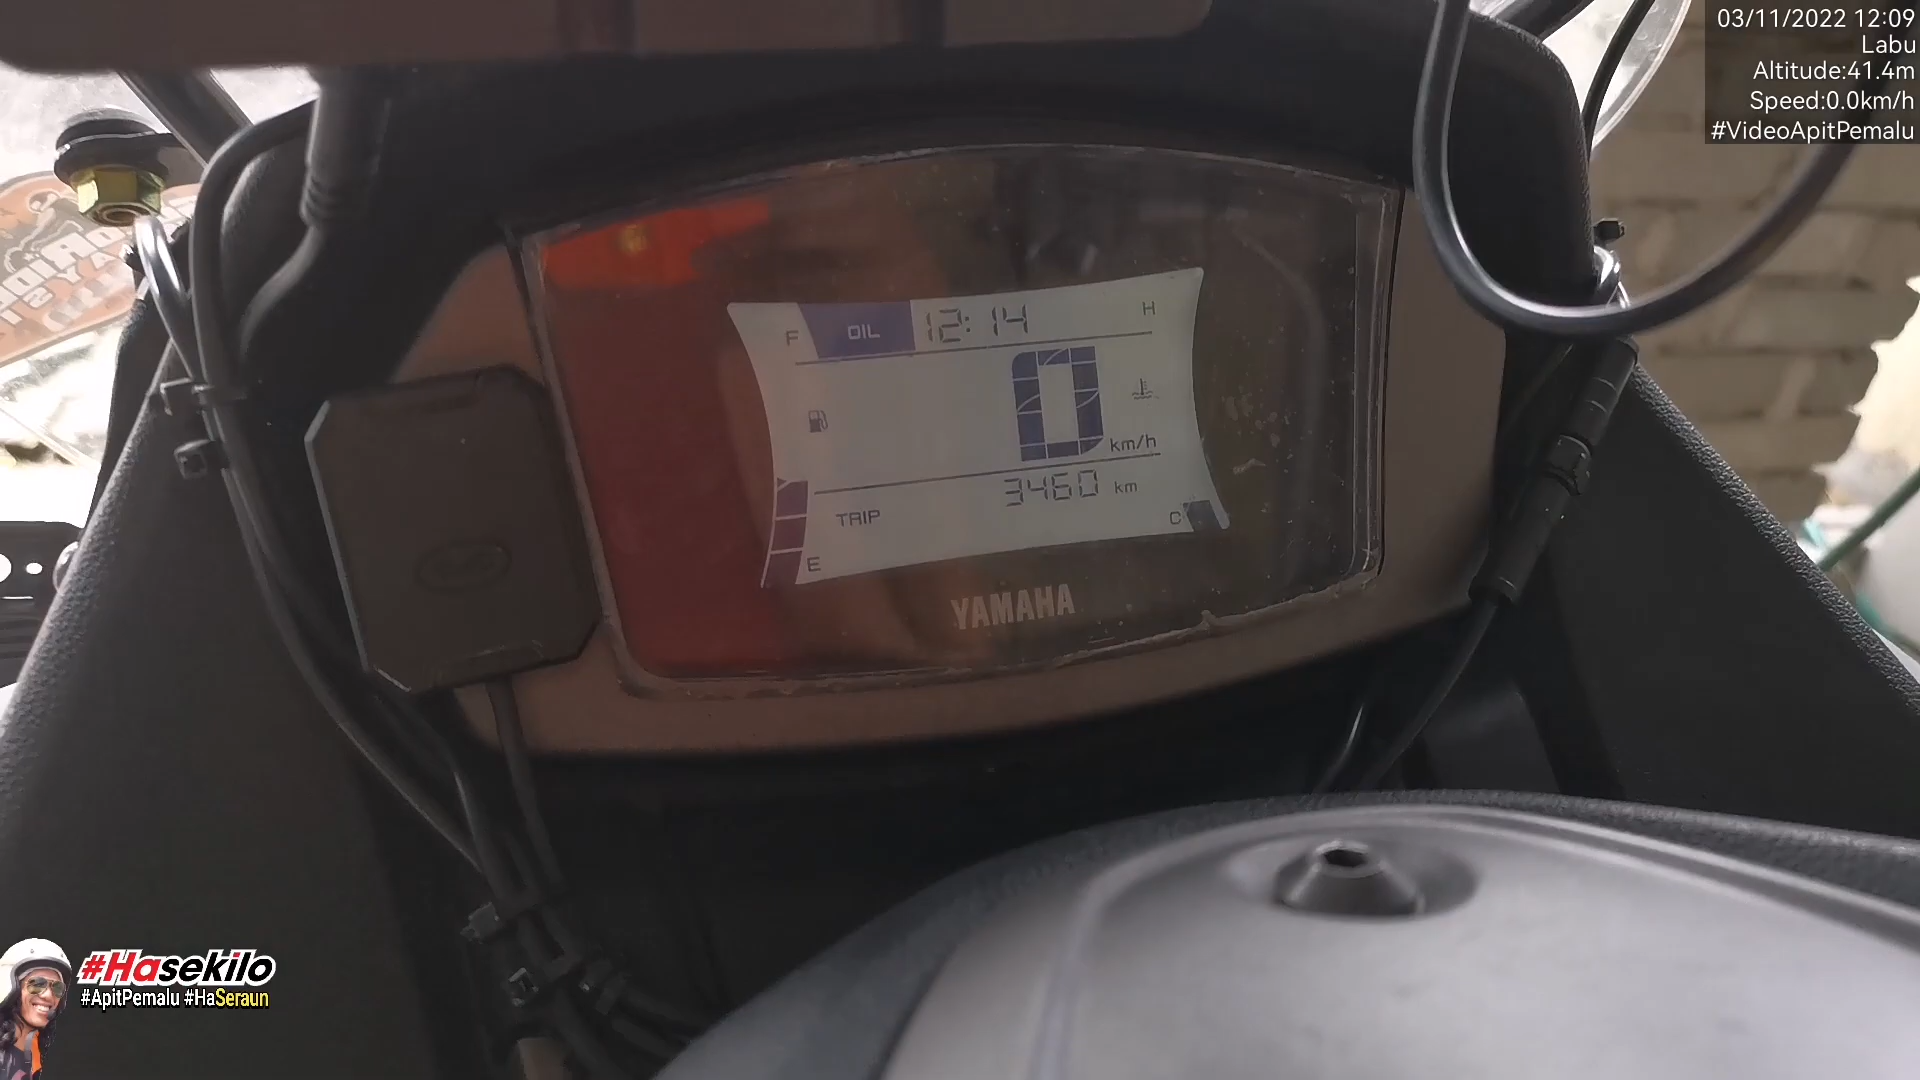 03/11/2022 12:09
Labu
Altitude:41.4m
Speed:0.0km/h
#VideoApitPemalu
F
OIL
12:14
H
0
km/h
3460 km
TRIP
C
E
YAMAHA
#Hasekilo
#ApitPemalu #HaSeraun